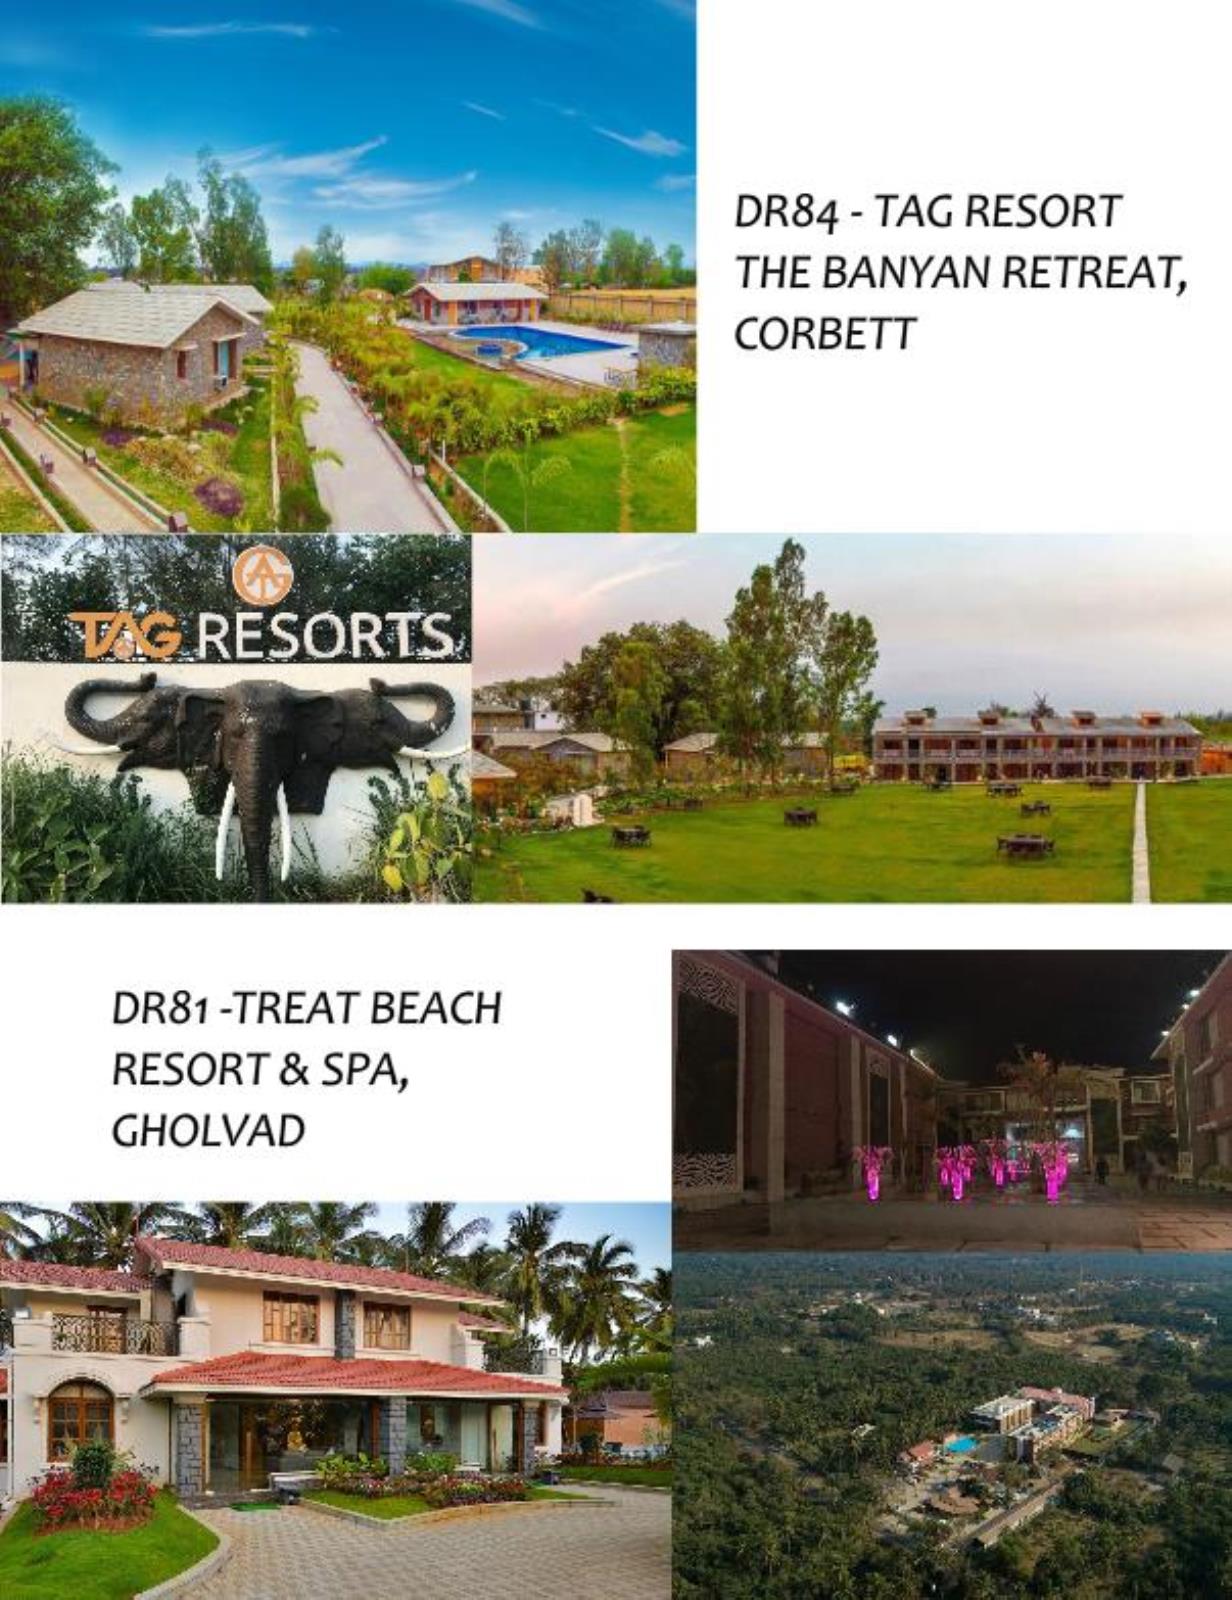 DR84 - TAG RESORT
THE BANYAN RETREAT,
CORBETT
TAG RESORTS
DR81 -TREAT BEACH
RESORT & SPA,
GHOLVAD